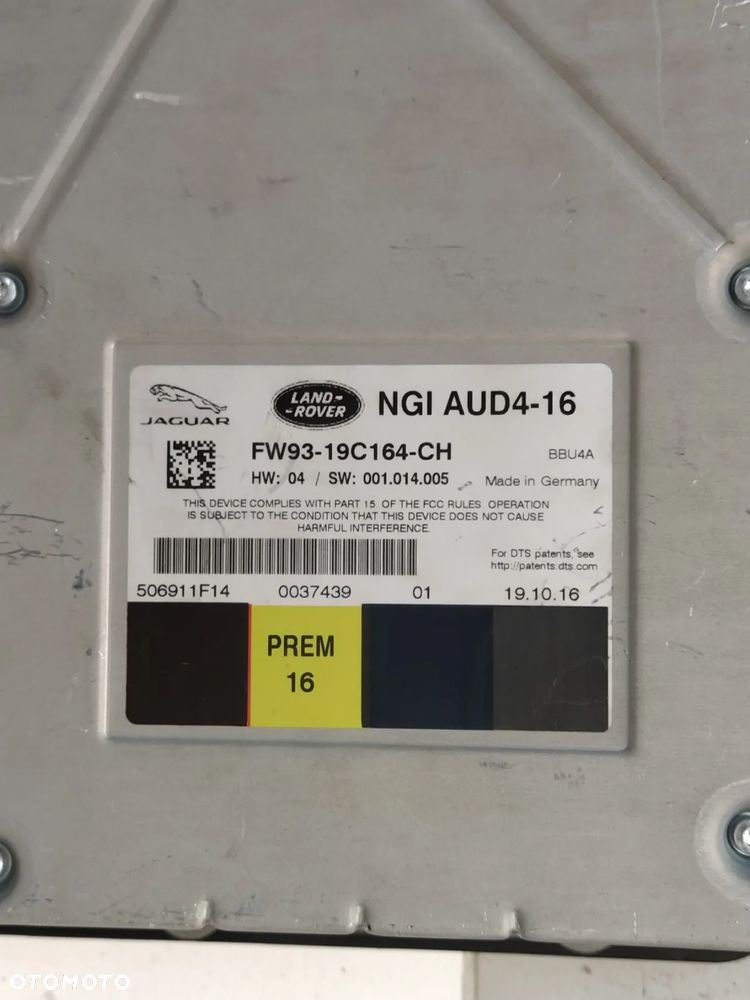 JAGUAR
LAND-
-ROVER
NGI AUD4-16
FW93-19C164-CH
BBU4A
HW: 04 / SW: 001.014.005
Made in Germany
THIS DEVICE COMPLIES WITH PART 15 OF THE FCC RULES. OPERATION
IS SUBJECT TO THE CONDITION THAT THIS DEVICE DOES NOT CAUSE
HARMFUL INTERFERENCE.
For DTS patents, see
http://patents.dts.com
506911F14 0037439 01 19.10.16
PREM
16
OTOMOTO